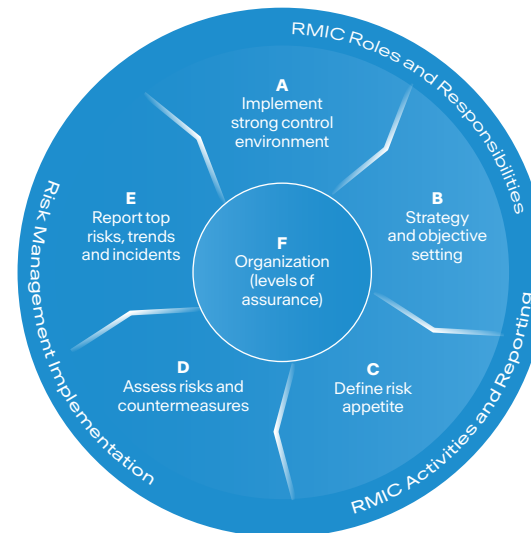 RMIC Roles and Responsibilities
A
Implement
strong control
environment
B
Strategy
and objective
setting
C
Define risk
appetite
D
Assess risks and
countermeasures
E
Report top
risks, trends
and incidents
F
Organization
(levels of
assurance)
RMIC Activities and Reporting
Risk Management Implementation